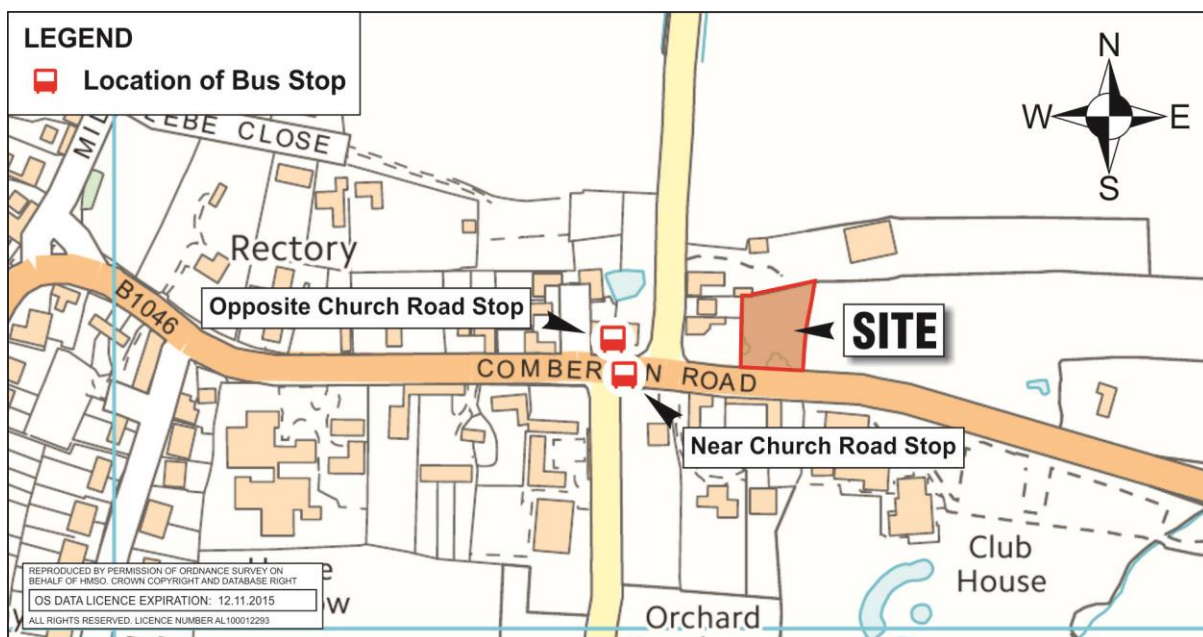 LEGEND
Location of Bus Stop
N
W
E
S
MIL
EBE CLOSE
Rectory
B1046
Opposite Church Road Stop
SITE
COMBER N ROAD
Near Church Road Stop
Club
House
Orchard
REPRODUCED BY PERMISSION OF ORDNANCE SURVEY ON
BEHALF OF HMSO. CROWN COPYRIGHT AND DATABASE RIGHT
OS DATA LICENCE EXPIRATION: 12.11.2015
ALL RIGHTS RESERVED. LICENCE NUMBER AL100012293